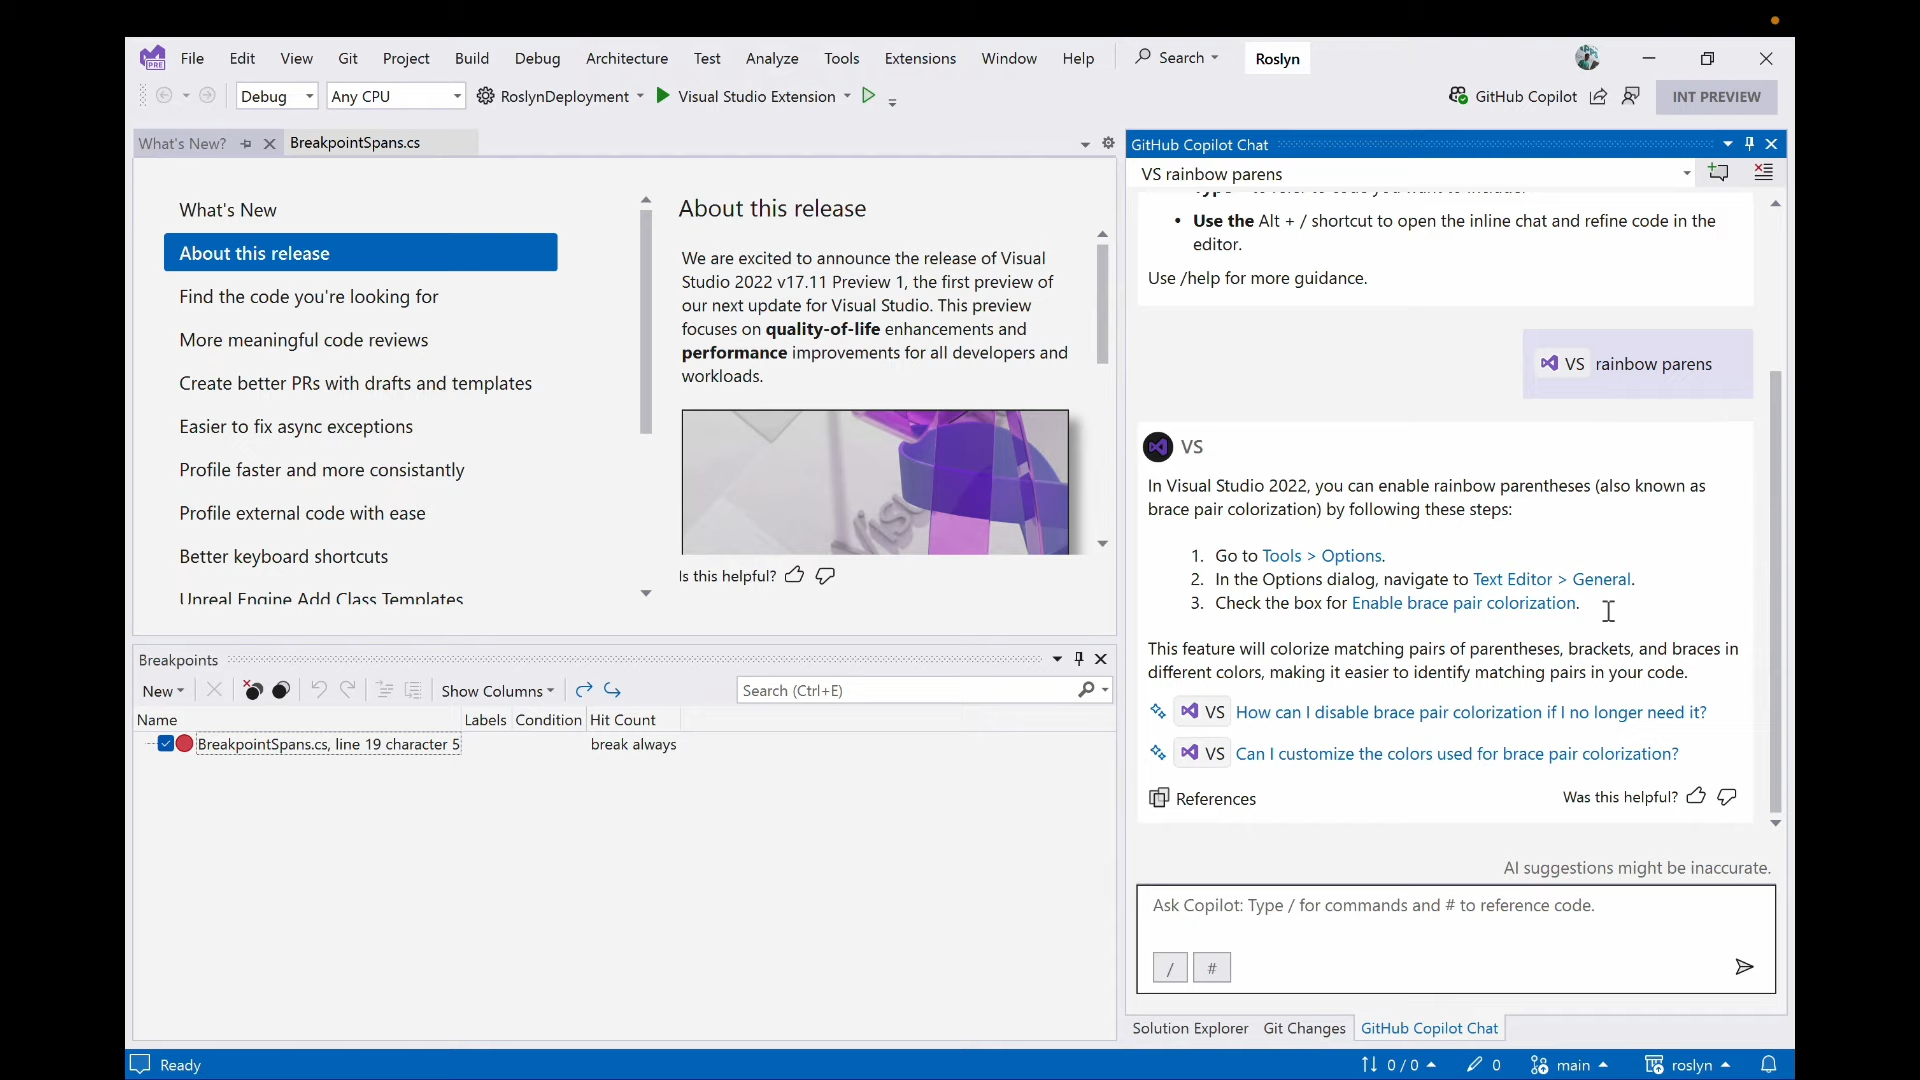 PRE File Edit View Git Project Build Debug Architecture Test Analyze Tools Extensions Window Help Search Roslyn
Debug Any CPU RoslynDeployment Visual Studio Extension GitHub Copilot INT PREVIEW
What's New? BreakpointSpans.cs
What's New
About this release
Find the code you're looking for
More meaningful code reviews
Create better PRs with drafts and templates
Easier to fix async exceptions
Profile faster and more consistantly
Profile external code with ease
Better keyboard shortcuts
Unreal Engine Add Class Templates
About this release
We are excited to announce the release of Visual
Studio 2022 v17.11 Preview 1, the first preview of
our next update for Visual Studio. This preview
focuses on quality-of-life enhancements and
performance improvements for all developers and
workloads.
Is this helpful?
Breakpoints
New Show Columns Search (Ctrl+E)
Name Labels Condition Hit Count
BreakpointSpans.cs, line 19 character 5 break always
GitHub Copilot Chat
VS rainbow parens
• Use the Alt + / shortcut to open the inline chat and refine code in the
editor.
Use /help for more guidance.
VS rainbow parens
VS
In Visual Studio 2022, you can enable rainbow parentheses (also known as
brace pair colorization) by following these steps:
1. Go to Tools > Options.
2. In the Options dialog, navigate to Text Editor > General.
3. Check the box for Enable brace pair colorization.
This feature will colorize matching pairs of parentheses, brackets, and braces in
different colors, making it easier to identify matching pairs in your code.
VS How can I disable brace pair colorization if I no longer need it?
VS Can I customize the colors used for brace pair colorization?
References Was this helpful?
AI suggestions might be inaccurate.
Ask Copilot: Type / for commands and # to reference code.
/ #
Solution Explorer Git Changes GitHub Copilot Chat
Ready 0 / 0 0 main roslyn